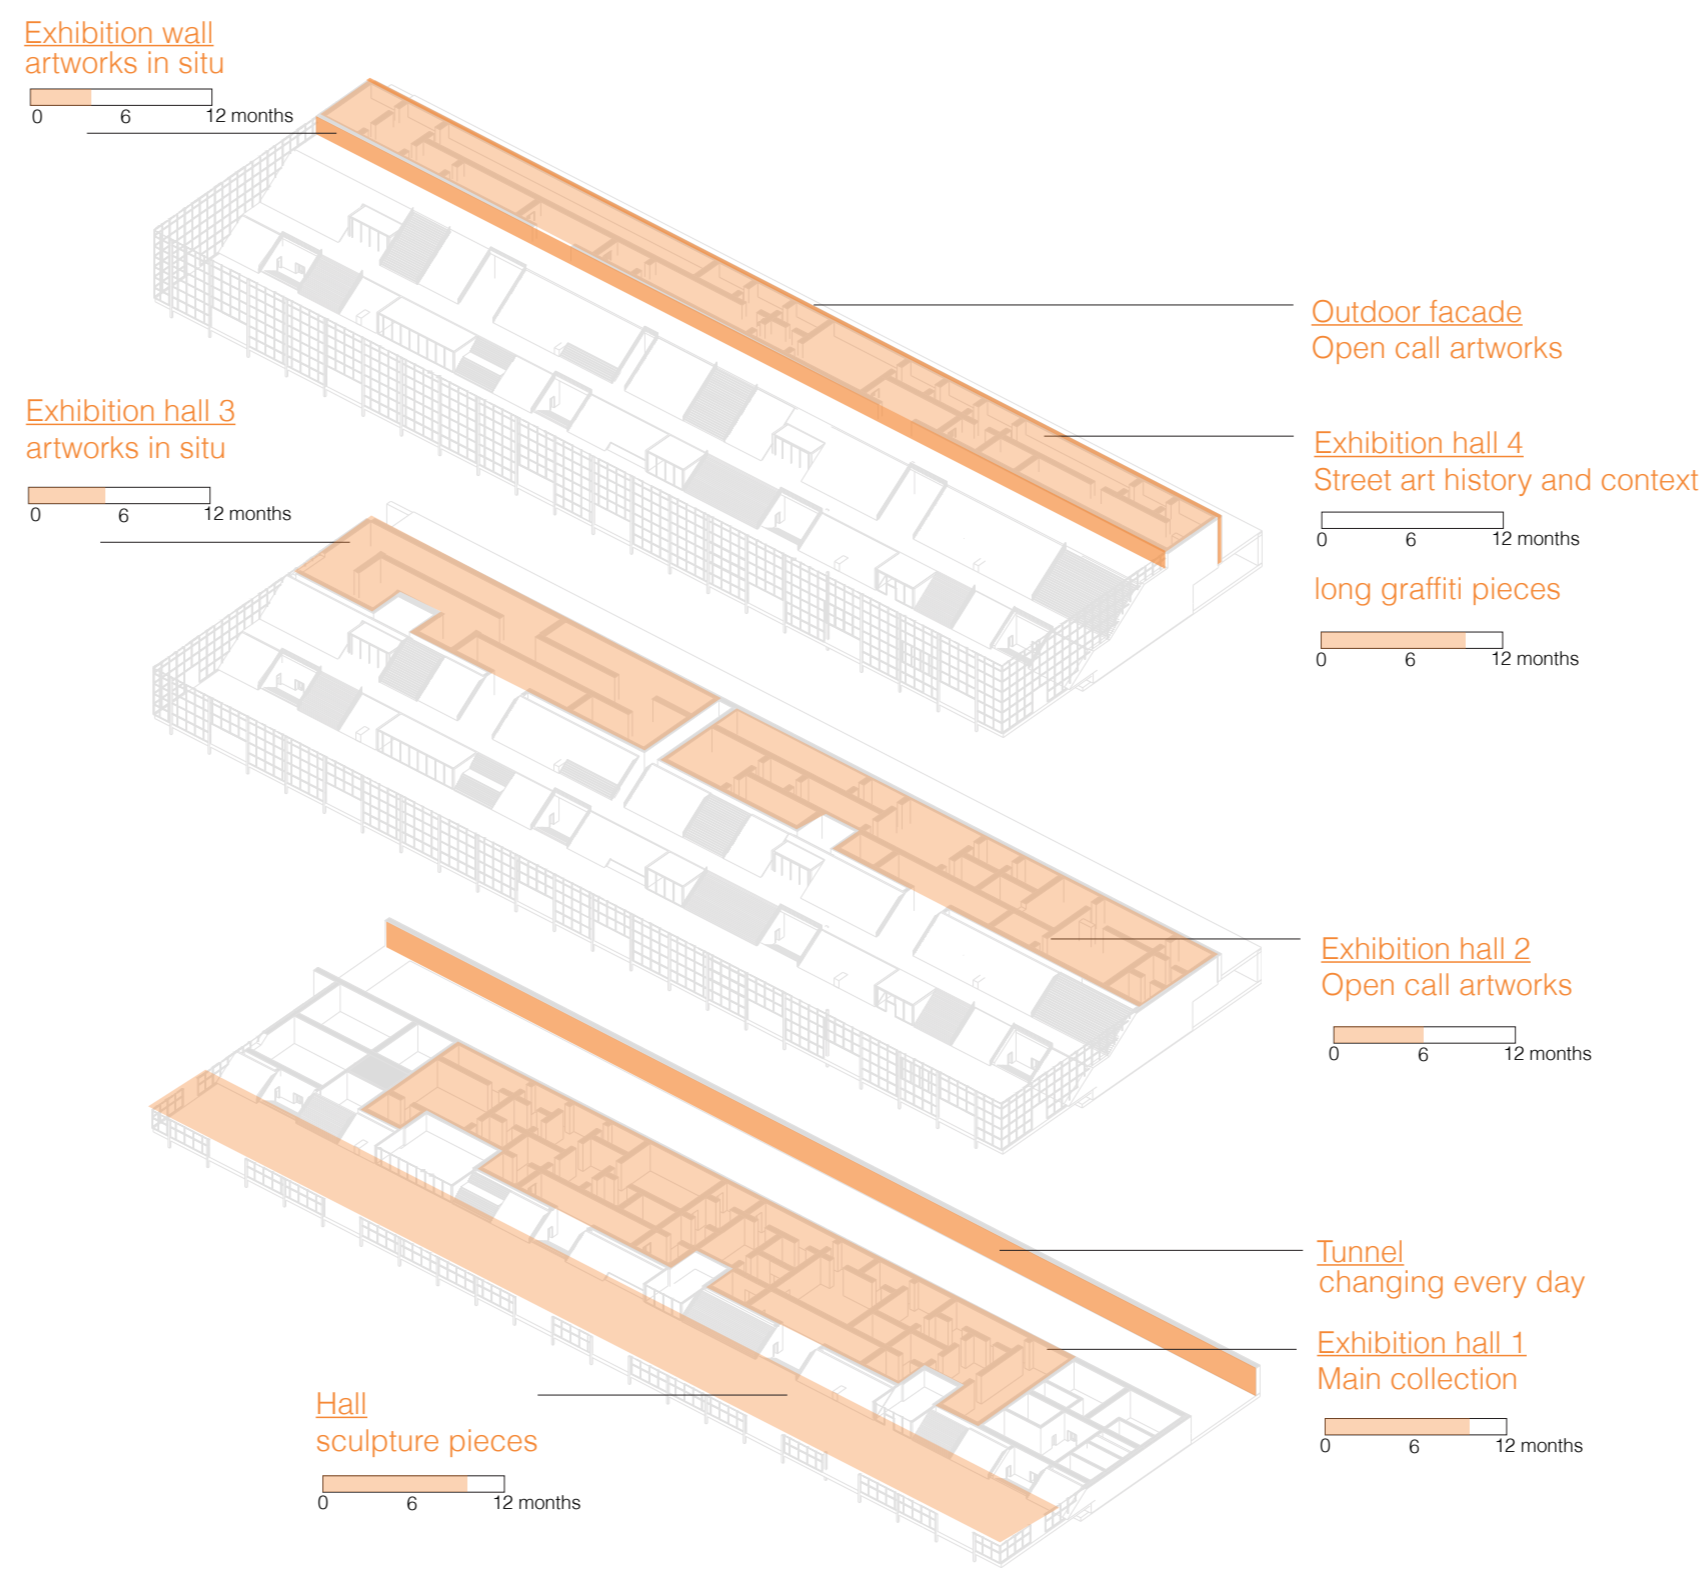 Exhibition wall
artworks in situ
0 6 12 months
Outdoor facade
Open call artworks
Exhibition hall 3
artworks in situ
0 6 12 months
Exhibition hall 4
Street art history and context
0 6 12 months
long graffiti pieces
0 6 12 months
Exhibition hall 2
Open call artworks
0 6 12 months
Tunnel
changing every day
Exhibition hall 1
Main collection
0 6 12 months
Hall
sculpture pieces
0 6 12 months